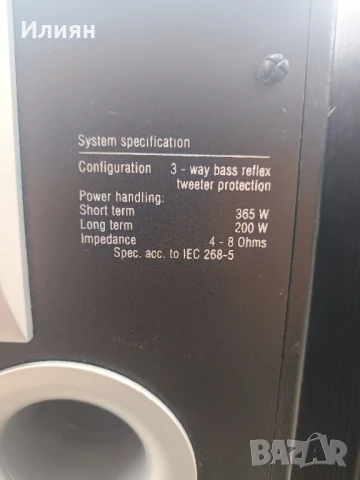 Илиян
System specification
Configuration 3 - way bass reflex
tweeter protection
Power handling:
Short term 365 W
Long term 200 W
Impedance 4 - 8 Ohms
Spec. acc. to IEC 268-5
BAZAR